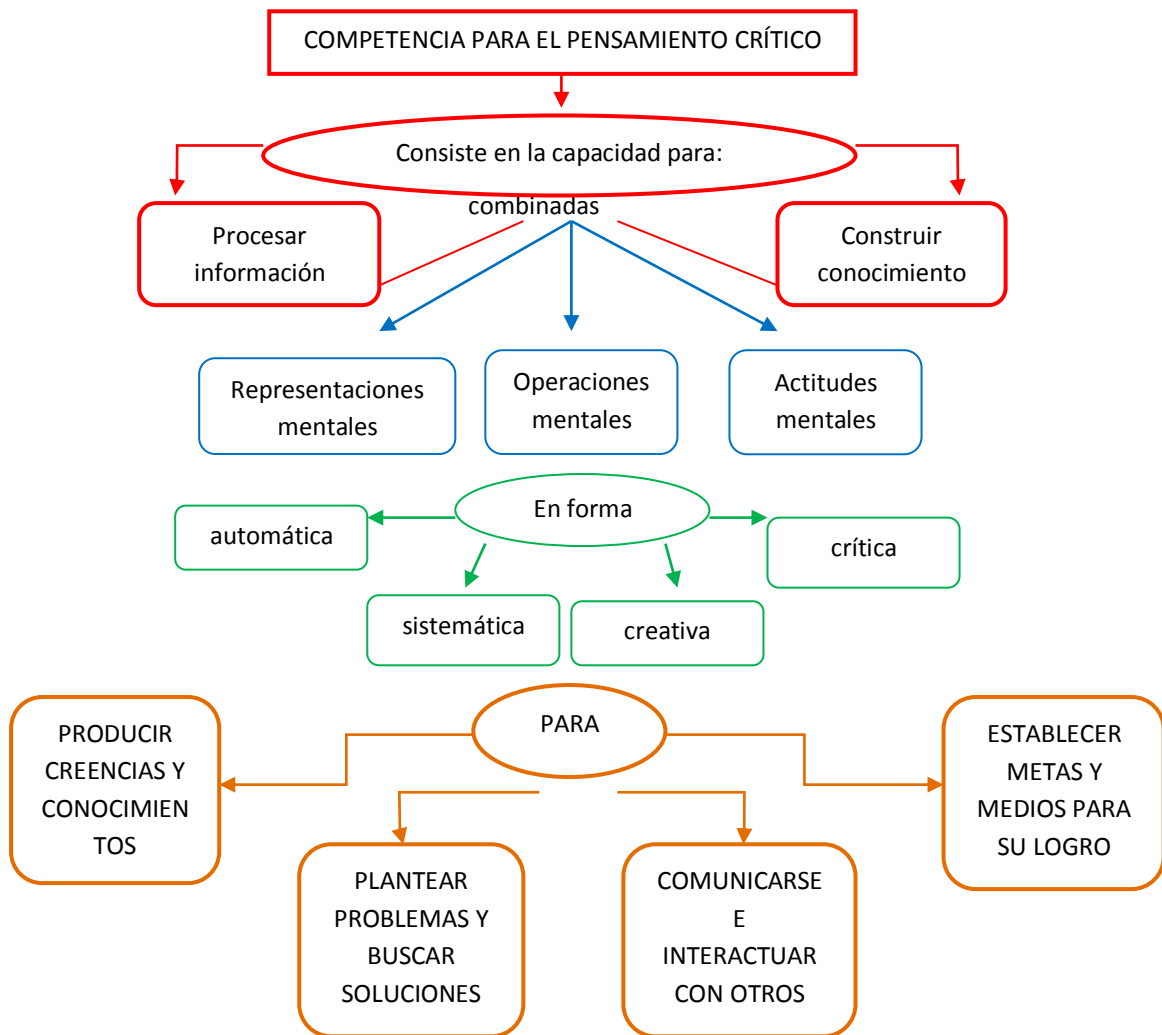 COMPETENCIA PARA EL PENSAMIENTO CRÍTICO
Consiste en la capacidad para:
combinadas
Procesar
información
Construir
conocimiento
Representaciones
mentales
Operaciones
mentales
Actitudes
mentales
En forma
automática
crítica
sistemática
creativa
PARA
PRODUCIR
CREENCIAS Y
CONOCIMIEN
TOS
ESTABLECER
METAS Y
MEDIOS PARA
SU LOGRO
PLANTEAR
PROBLEMAS Y
BUSCAR
SOLUCIONES
COMUNICARSE
E
INTERACTUAR
CON OTROS